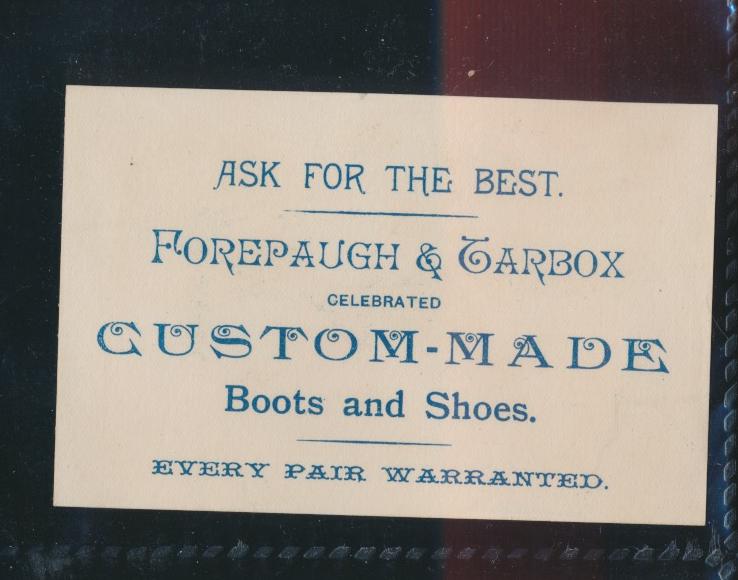 ASK FOR THE BEST.
FOREPAUGH & TARBOX
CELEBRATED
CUSTOM-MADE
Boots and Shoes.
EVERY PAIR WARRANTED.